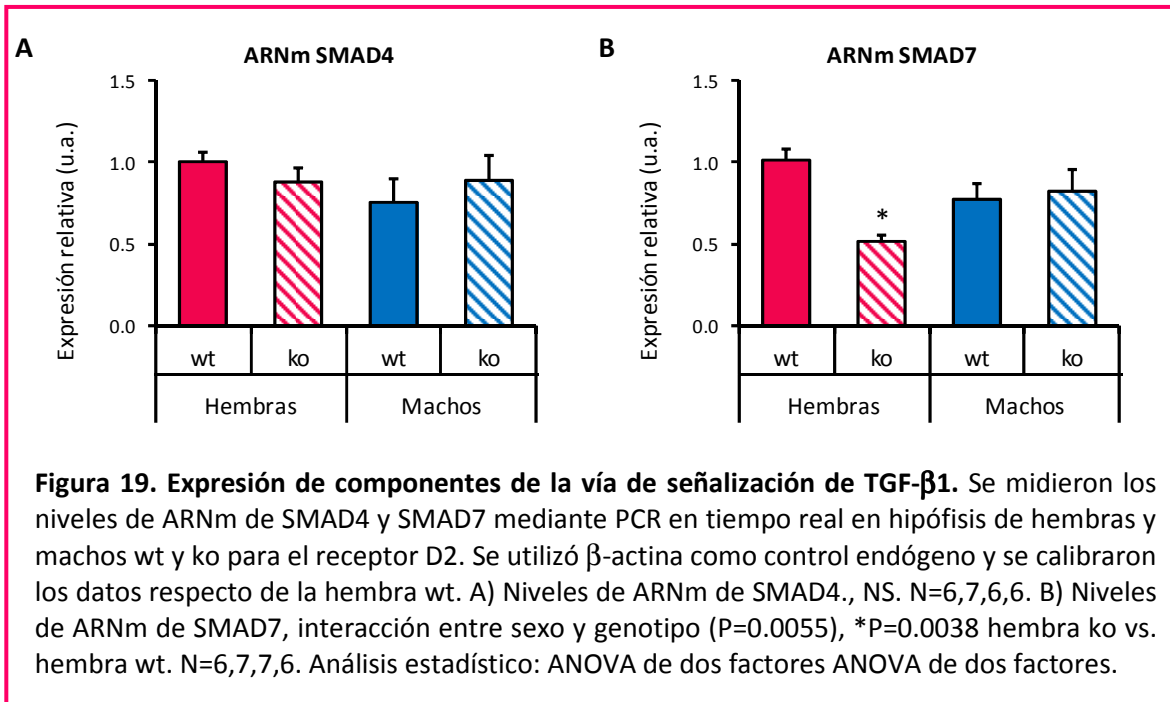 A
ARNm SMAD4
Expresión relativa (u.a.)
1.5
1.0
0.5
0.0
wt ko wt ko
Hembras Machos
B
ARNm SMAD7
Expresión relativa (u.a.)
1.5
1.0
0.5
0.0
*
wt ko wt ko
Hembras Machos
Figura 19. Expresión de componentes de la vía de señalización de TGF-β1. Se midieron los
niveles de ARNm de SMAD4 y SMAD7 mediante PCR en tiempo real en hipófisis de hembras y
machos wt y ko para el receptor D2. Se utilizó β-actina como control endógeno y se calibraron
los datos respecto de la hembra wt. A) Niveles de ARNm de SMAD4., NS. N=6,7,6,6. B) Niveles
de ARNm de SMAD7, interacción entre sexo y genotipo (P=0.0055), *P=0.0038 hembra ko vs.
hembra wt. N=6,7,7,6. Análisis estadístico: ANOVA de dos factores ANOVA de dos factores.